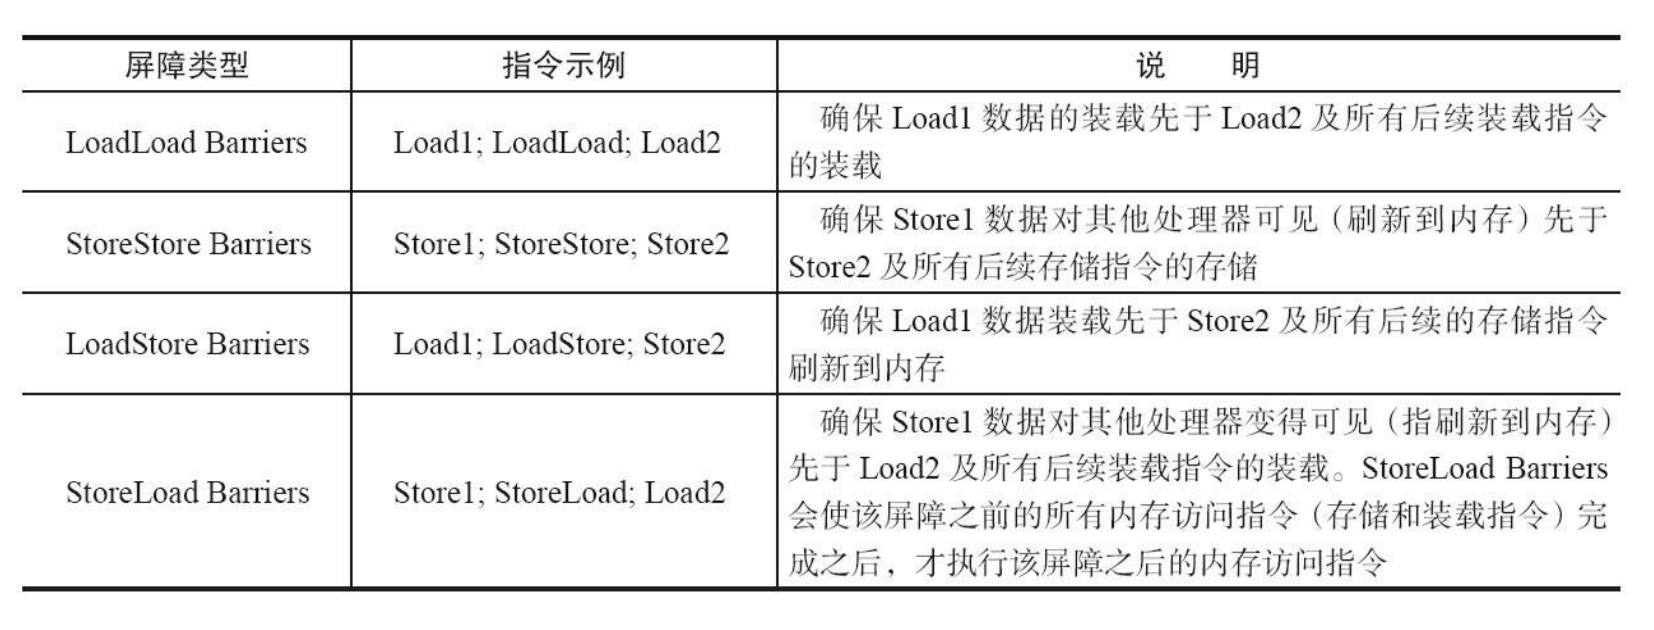 屏障类型 指令示例 说 明
LoadLoad Barriers Load1; LoadLoad; Load2 确保 Load1 数据的装载先于 Load2 及所有后续装载指令
的装载
StoreStore Barriers Store1; StoreStore; Store2 确保 Store1 数据对其他处理器可见（刷新到内存）先于
Store2 及所有后续存储指令的存储
LoadStore Barriers Load1; LoadStore; Store2 确保 Load1 数据装载先于 Store2 及所有后续的存储指令
刷新到内存
StoreLoad Barriers Store1; StoreLoad; Load2 确保 Store1 数据对其他处理器变得可见（指刷新到内存）
先于 Load2 及所有后续装载指令的装载。StoreLoad Barriers
会使该屏障之前的所有内存访问指令（存储和装载指令）完
成之后，才执行该屏障之后的内存访问指令